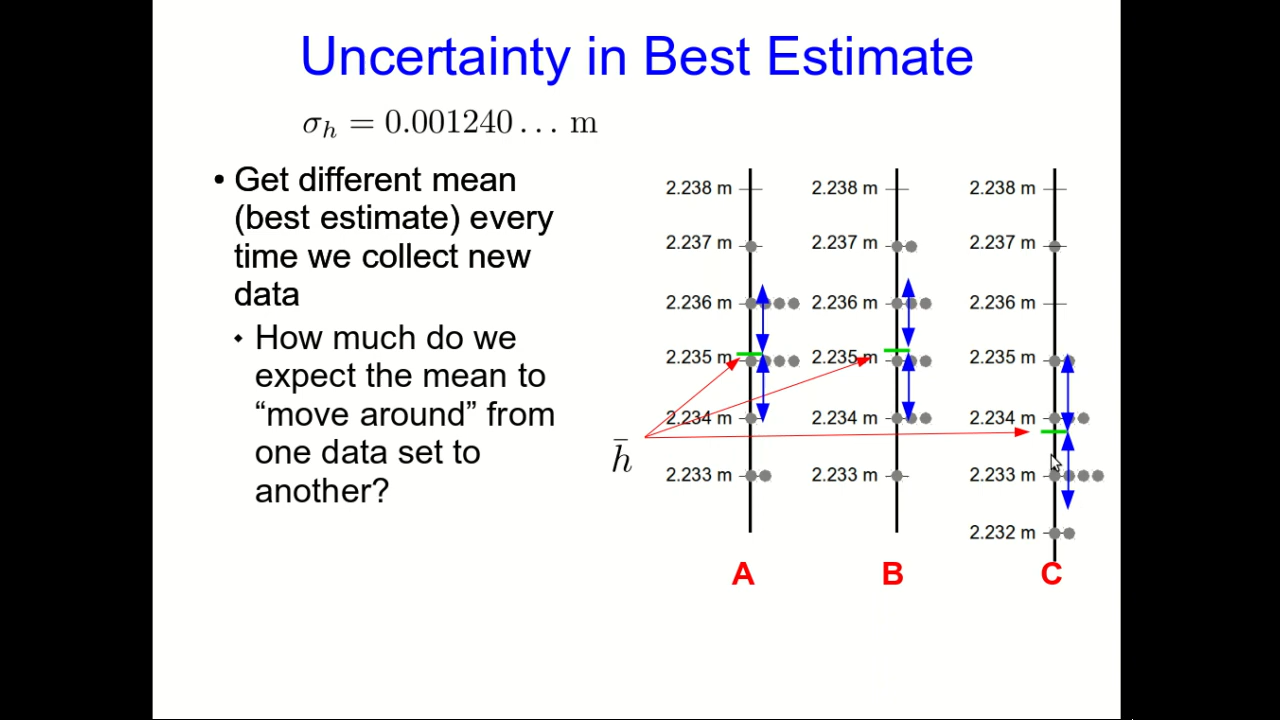 Uncertainty in Best Estimate
σ_h = 0.001240... m
• Get different mean
(best estimate) every
time we collect new
data
• How much do we
expect the mean to
“move around” from
one data set to
another?
2.238 m 2.238 m 2.238 m
2.237 m 2.237 m 2.237 m
2.236 m 2.236 m 2.236 m
2.235 m 2.235 m 2.235 m
2.234 m 2.234 m 2.234 m
h̄
2.233 m 2.233 m 2.233 m
2.232 m
A B C